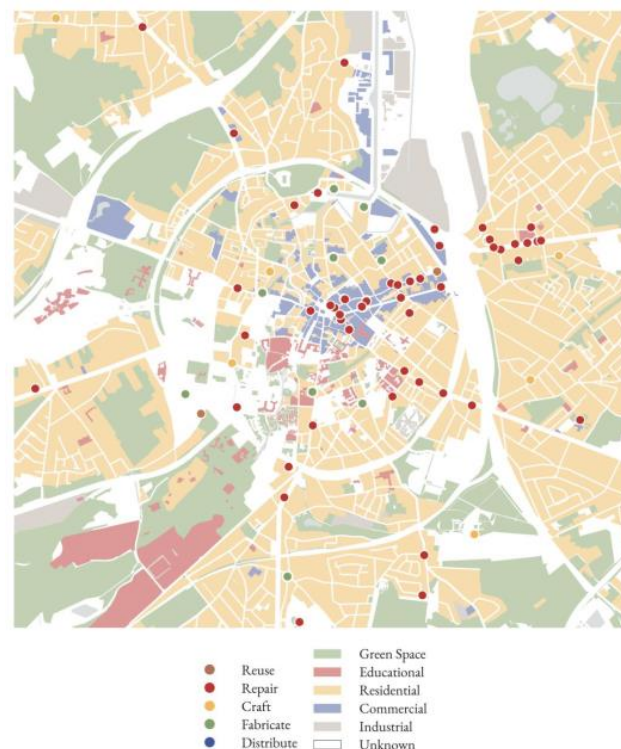 Reuse
Repair
Craft
Fabricate
Distribute
Green Space
Educational
Residential
Commercial
Industrial
Unknown